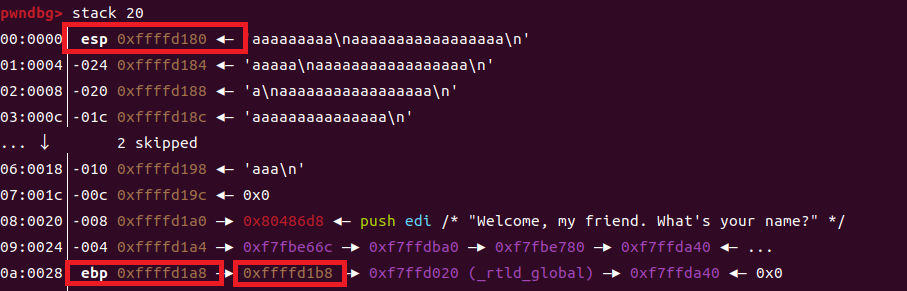 pwndbg> stack 20
00:0000│ esp 0xffffd180 ◂— 'aaaaaaaaa\naaaaaaaaaaaaaaaaa\n'
01:0004│-024 0xffffd184 ◂— 'aaaaa\naaaaaaaaaaaaaaaaa\n'
02:0008│-020 0xffffd188 ◂— 'a\naaaaaaaaaaaaaaaaa\n'
03:000c│-01c 0xffffd18c ◂— 'aaaaaaaaaaaaaaa\n'
... ↓ 2 skipped
06:0018│-010 0xffffd198 ◂— 'aaa\n'
07:001c│-00c 0xffffd19c ◂— 0x0
08:0020│-008 0xffffd1a0 —▸ 0x80486d8 ◂— push edi /* "Welcome, my friend. What's your name?" */
09:0024│-004 0xffffd1a4 —▸ 0xf7fbe66c —▸ 0xf7ffdba0 —▸ 0xf7fbe780 —▸ 0xf7ffda40 ◂— ...
0a:0028│ ebp 0xffffd1a8 —▸ 0xffffd1b8 —▸ 0xf7ffd020 (_rtld_global) —▸ 0xf7ffda40 ◂— 0x0